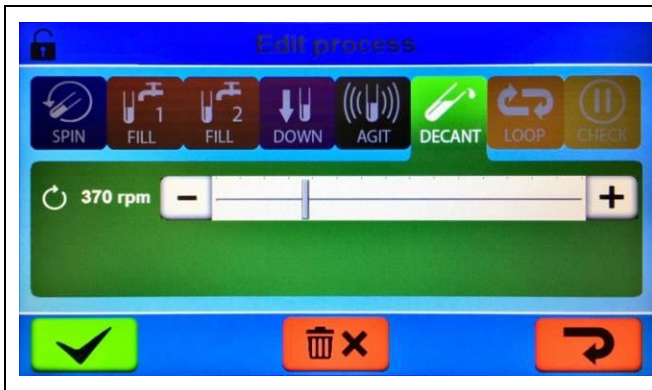 Edit process
SPIN
1
FILL
2
FILL
DOWN
AGIT
DECANT
LOOP
CHECK
370 rpm